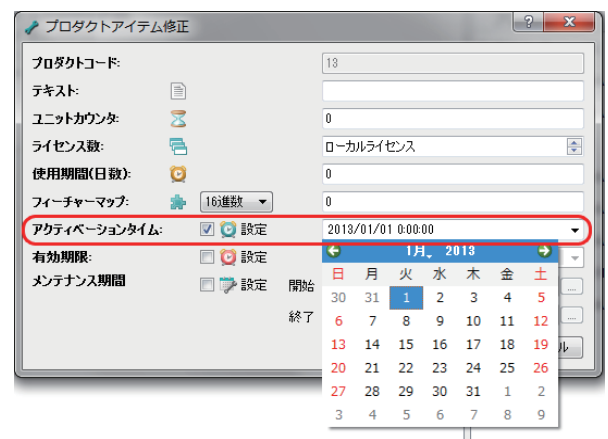 プロダクトアイテム修正
プロダクトコード: 13
テキスト:
ユニットカウンタ: 0
ライセンス数: ローカルライセンス
使用期間(日数): 0
フィーチャーマップ: 16進数 0
アクティベーションタイム: 設定 2013/01/01 0:00:00
有効期限: 設定
メンテナンス期間 設定 開始 ...
終了 ...
ル
1月, 2013
日 月 火 水 木 金 土
30 31 1 2 3 4 5
6 7 8 9 10 11 12
13 14 15 16 17 18 19
20 21 22 23 24 25 26
27 28 29 30 31 1 2
3 4 5 6 7 8 9